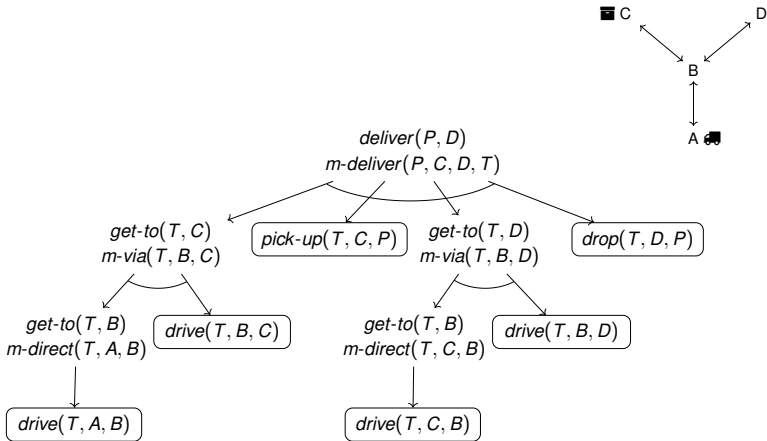 C
D
B
A
deliver(P, D)
m-deliver(P, C, D, T)
get-to(T, C)
m-via(T, B, C)
pick-up(T, C, P)
get-to(T, D)
m-via(T, B, D)
drop(T, D, P)
get-to(T, B)
m-direct(T, A, B)
drive(T, B, C)
get-to(T, B)
m-direct(T, C, B)
drive(T, B, D)
drive(T, A, B)
drive(T, C, B)